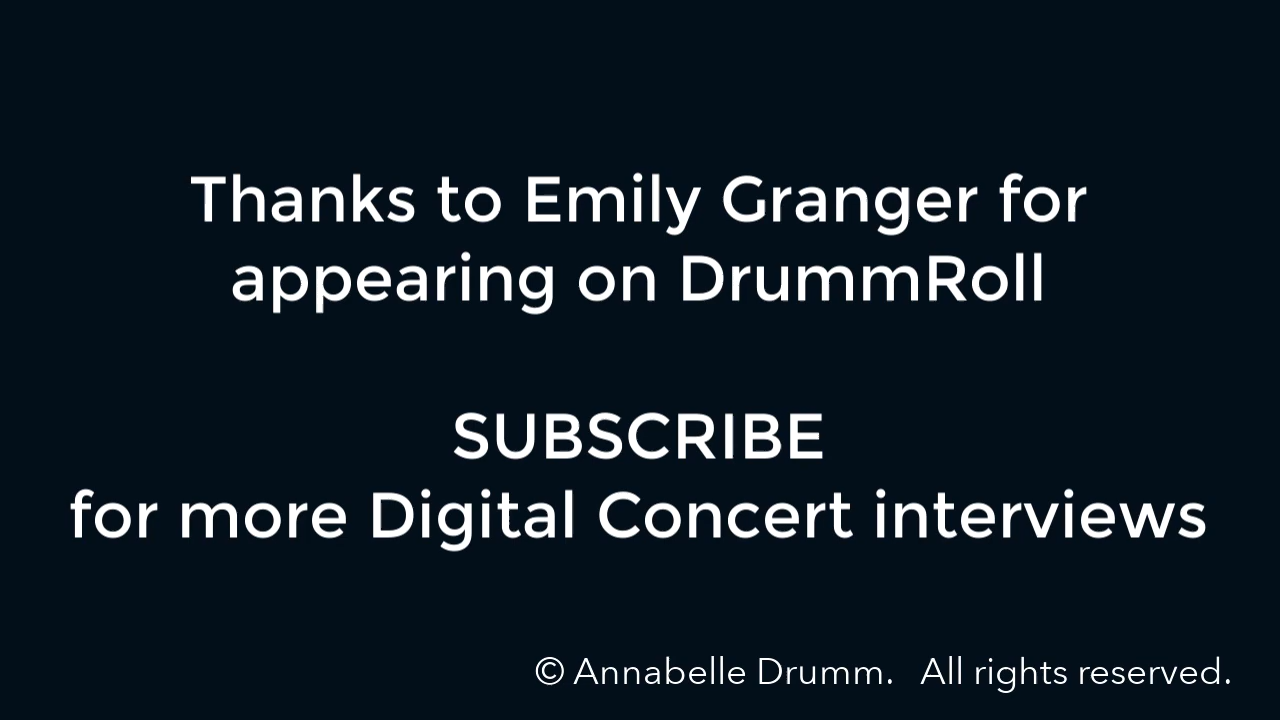 Thanks to Emily Granger for
appearing on DrummRoll
SUBSCRIBE
for more Digital Concert interviews
© Annabelle Drumm. All rights reserved.